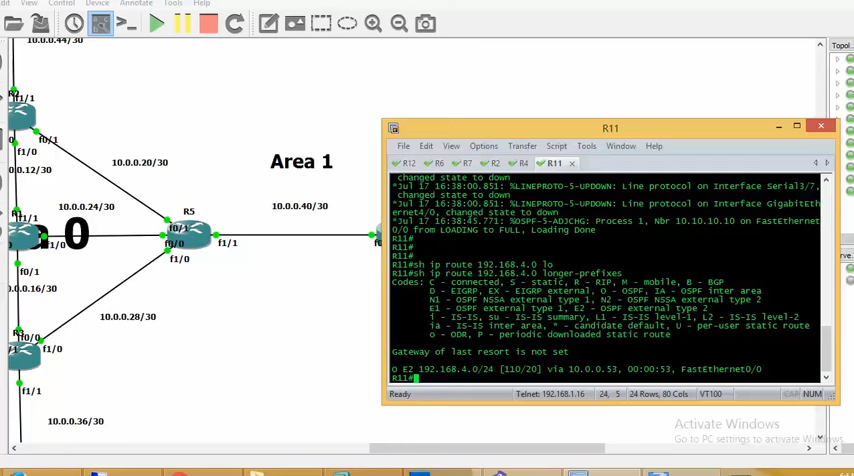 View
Control
Device
Annotate
Tools
Help
10.0.0.44/30
f1/1
f0/1
f1/0
0.0.12/30
10.0.0.20/30
Area 1
10.0.0.24/30
R5
10.0.0.40/30
f1/1
f0/1
a 0
f1/0
f0/0
f1/1
f1/0
f0/1
0.0.16/30
10.0.0.28/30
R3
f0/0
f1/0
f1/1
10.0.0.36/30
R11
File Edit View Options Transfer Script Tools Window Help
R12 R6 R7 R2 R4 R11
changed state to down
*Jul 17 16:38:00.851: %LINEPROTO-5-UPDOWN: Line protocol on Interface Serial3/7,
changed state to down
*Jul 17 16:38:00.851: %LINEPROTO-5-UPDOWN: Line protocol on Interface GigabitEth
ernet4/0, changed state to down
*Jul 17 16:38:45.771: %OSPF-5-ADJCHG: Process 1, Nbr 10.10.10.10 on FastEthernet
0/0 from LOADING to FULL, Loading Done
R11#
R11#
R11#sh ip route 192.168.4.0 lo
R11#sh ip route 192.168.4.0 longer-prefixes
Codes: C - connected, S - static, R - RIP, M - mobile, B - BGP
D - EIGRP, EX - EIGRP external, O - OSPF, IA - OSPF inter area
N1 - OSPF NSSA external type 1, N2 - OSPF NSSA external type 2
E1 - OSPF external type 1, E2 - OSPF external type 2
i - IS-IS, su - IS-IS summary, L1 - IS-IS level-1, L2 - IS-IS level-2
ia - IS-IS inter area, * - candidate default, U - per-user static route
o - ODR, P - periodic downloaded static route
Gateway of last resort is not set
O E2 192.168.4.0/24 [110/20] via 10.0.0.53, 00:00:53, FastEthernet0/0
R11#
Ready
Telnet: 192.168.1.16
24, 5
24 Rows, 80 Cols
VT100
CAP NUM
Topol
Activate Windows
Go to PC settings to activate Windows.